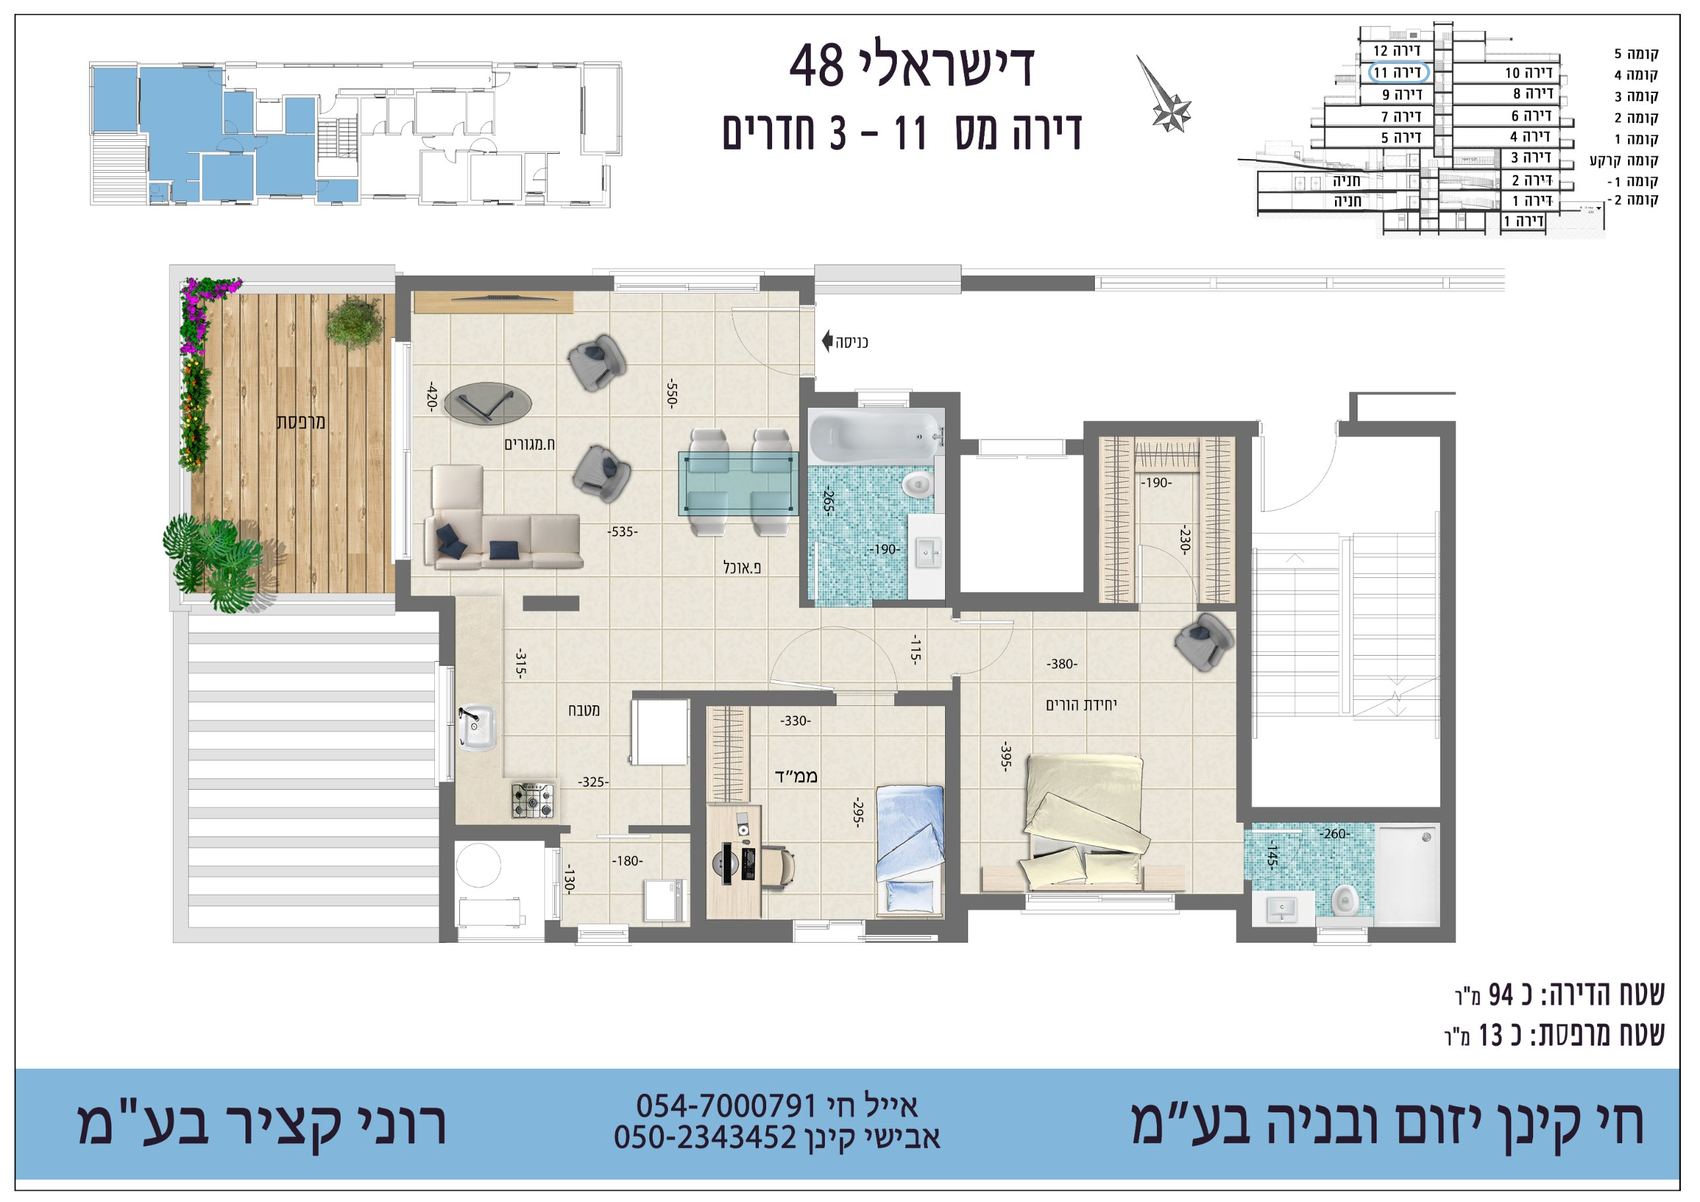 דישראלי 48
דירה מס 11 – 3 חדרים
דירה 12
דירה 11
דירה 9
דירה 7
דירה 5
חניה
חניה
דירה 10
דירה 8
דירה 6
דירה 4
דירה 3
דירה 2
דירה 1
דירה 1
קומה 5
קומה 4
קומה 3
קומה 2
קומה 1
קומה קרקע
קומה 1-
קומה 2-
כניסה
מרפסת
-420-
-550-
ח.מגורים
-535-
פ.אוכל
-265-
-190-
-190-
-230-
-315-
מטבח
-325-
-115-
-380-
יחידת הורים
-395-
-330-
ממ״ד
-295-
-180-
-130-
-260-
-145-
שטח הדירה: כ 94 מ"ר
שטח מרפסת: כ 13 מ"ר
חי קינן יזום ובניה בע״מ
אייל חי 054-7000791
אבישי קינן 050-2343452
רוני קציר בע"מ